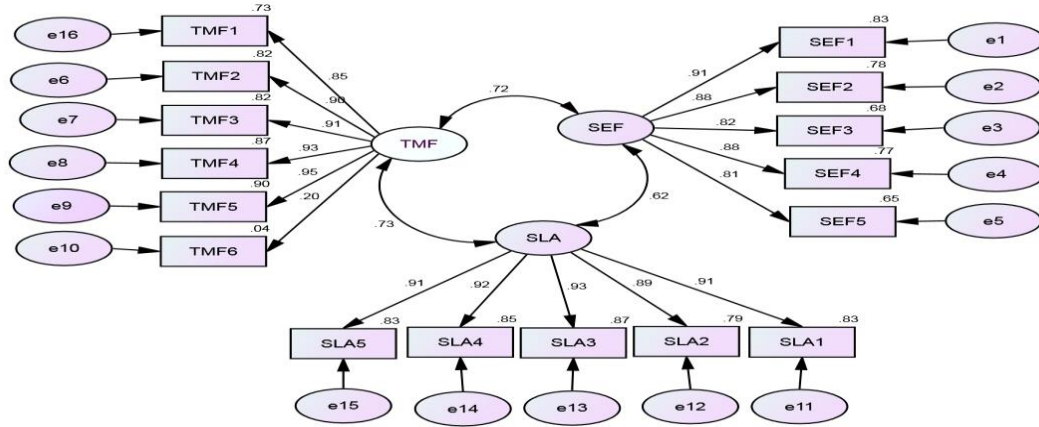 .73
e16
TMF1
.82
e6
TMF2
.82
e7
TMF3
.87
e8
TMF4
.90
e9
TMF5
.04
e10
TMF6
.85
.90
.91
.93
.95
.20
TMF
.72
SEF
.73
.62
SLA
.91
.88
.82
.88
.81
.83
SEF1
e1
.78
SEF2
e2
.68
SEF3
e3
.77
SEF4
e4
.65
SEF5
e5
.91
.92
.93
.89
.91
.83
.85
.87
.79
.83
SLA5
SLA4
SLA3
SLA2
SLA1
e15
e14
e13
e12
e11